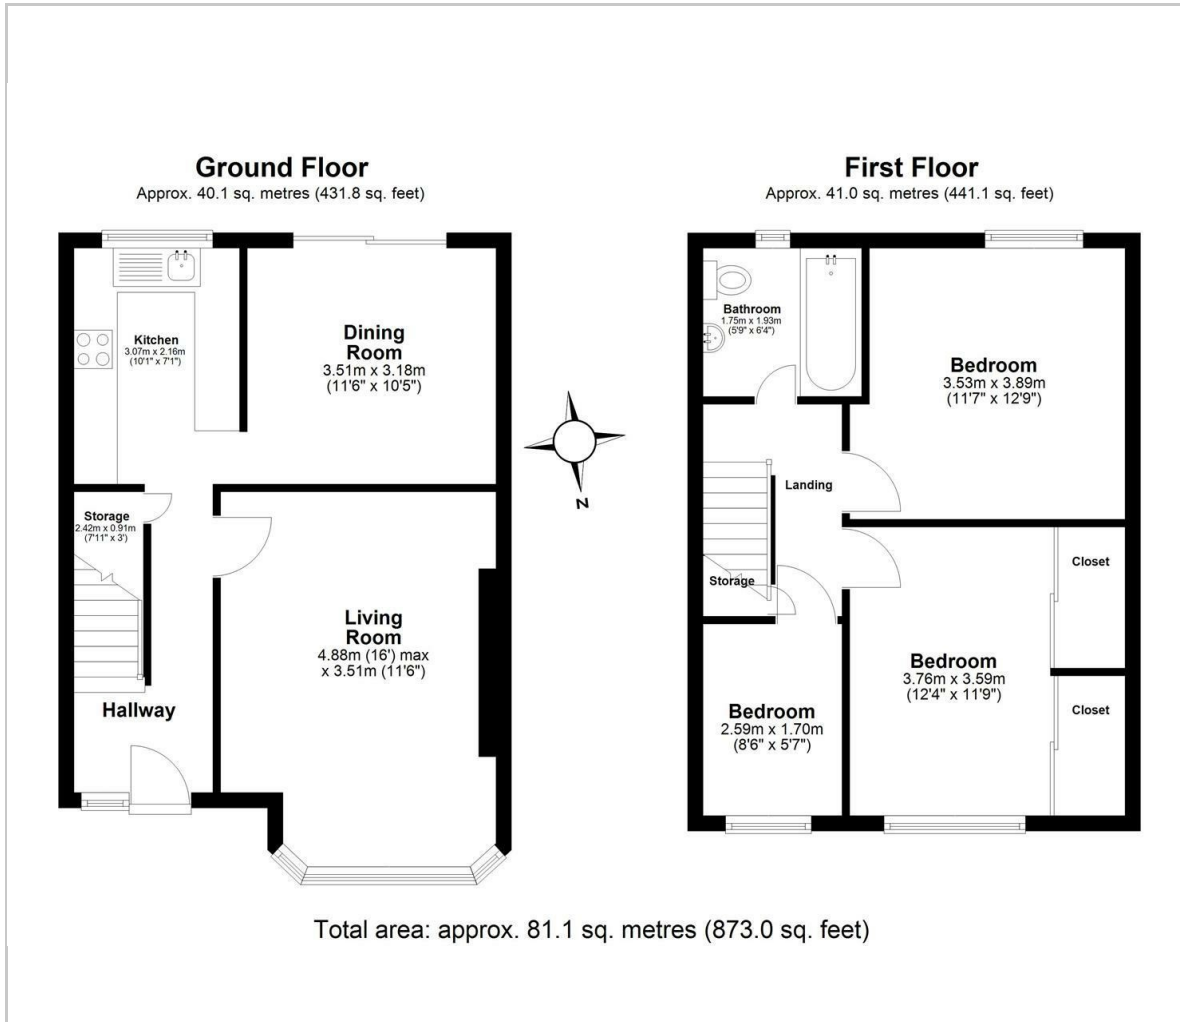 Ground Floor
Approx. 40.1 sq. metres (431.8 sq. feet)
Kitchen
3.07m x 2.16m
(10'1" x 7'1")
Dining
Room
3.51m x 3.18m
(11'6" x 10'5")
Storage
2.42m x 0.91m
(7'11" x 3')
Living
Room
4.88m (16') max
x 3.51m (11'6")
Hallway
N
First Floor
Approx. 41.0 sq. metres (441.1 sq. feet)
Bathroom
1.75m x 1.93m
(5'9" x 6'4")
Bedroom
3.53m x 3.89m
(11'7" x 12'9")
Landing
Storage
Closet
Bedroom
3.76m x 3.59m
(12'4" x 11'9")
Closet
Bedroom
2.59m x 1.70m
(8'6" x 5'7")
Total area: approx. 81.1 sq. metres (873.0 sq. feet)